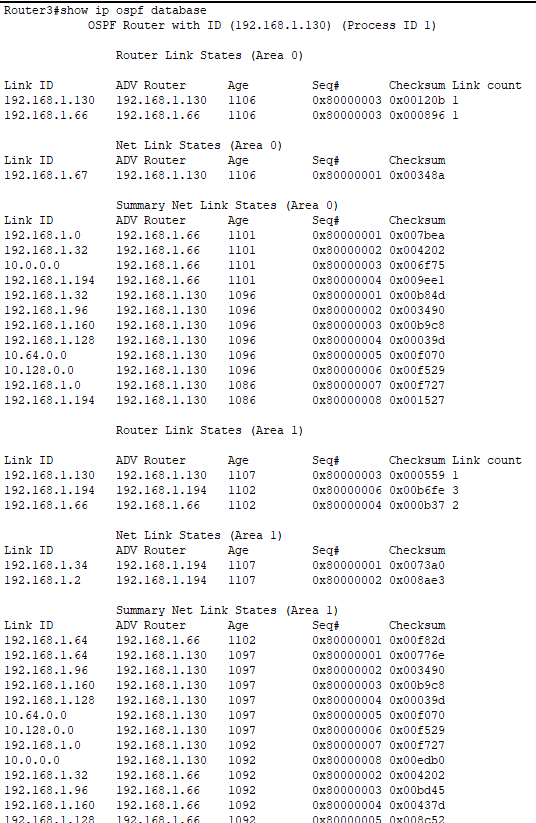 Router3#show ip ospf database
OSPF Router with ID (192.168.1.130) (Process ID 1)
Router Link States (Area 0)
Link ID ADV Router Age Seq# Checksum Link count
192.168.1.130 192.168.1.130 1106 0x80000003 0x00120b 1
192.168.1.66 192.168.1.66 1106 0x80000003 0x000896 1
Net Link States (Area 0)
Link ID ADV Router Age Seq# Checksum
192.168.1.67 192.168.1.130 1106 0x80000001 0x00348a
Summary Net Link States (Area 0)
Link ID ADV Router Age Seq# Checksum
192.168.1.0 192.168.1.66 1101 0x80000001 0x007bea
192.168.1.32 192.168.1.66 1101 0x80000002 0x004202
10.0.0.0 192.168.1.66 1101 0x80000003 0x006f75
192.168.1.194 192.168.1.66 1101 0x80000004 0x009ee1
192.168.1.32 192.168.1.130 1096 0x80000001 0x00b84d
192.168.1.96 192.168.1.130 1096 0x80000002 0x003490
192.168.1.160 192.168.1.130 1096 0x80000003 0x00b9c8
192.168.1.128 192.168.1.130 1096 0x80000004 0x00039d
10.64.0.0 192.168.1.130 1096 0x80000005 0x00f070
10.128.0.0 192.168.1.130 1096 0x80000006 0x00f529
192.168.1.0 192.168.1.130 1086 0x80000007 0x00f727
192.168.1.194 192.168.1.130 1086 0x80000008 0x001527
Router Link States (Area 1)
Link ID ADV Router Age Seq# Checksum Link count
192.168.1.130 192.168.1.130 1107 0x80000003 0x000559 1
192.168.1.194 192.168.1.194 1102 0x80000006 0x00b6fe 3
192.168.1.66 192.168.1.66 1102 0x80000004 0x000b37 2
Net Link States (Area 1)
Link ID ADV Router Age Seq# Checksum
192.168.1.34 192.168.1.194 1107 0x80000001 0x0073a0
192.168.1.2 192.168.1.194 1107 0x80000002 0x008ae3
Summary Net Link States (Area 1)
Link ID ADV Router Age Seq# Checksum
192.168.1.64 192.168.1.66 1102 0x80000001 0x00f82d
192.168.1.64 192.168.1.130 1097 0x80000001 0x00776e
192.168.1.96 192.168.1.130 1097 0x80000002 0x003490
192.168.1.160 192.168.1.130 1097 0x80000003 0x00b9c8
192.168.1.128 192.168.1.130 1097 0x80000004 0x00039d
10.64.0.0 192.168.1.130 1097 0x80000005 0x00f070
10.128.0.0 192.168.1.130 1097 0x80000006 0x00f529
192.168.1.0 192.168.1.130 1092 0x80000007 0x00f727
10.0.0.0 192.168.1.130 1092 0x80000008 0x00edb0
192.168.1.32 192.168.1.66 1092 0x80000002 0x004202
192.168.1.96 192.168.1.66 1092 0x80000003 0x00bd45
192.168.1.160 192.168.1.66 1092 0x80000004 0x00437d
192.168.1.128 192.168.1.66 1092 0x80000005 0x008c52